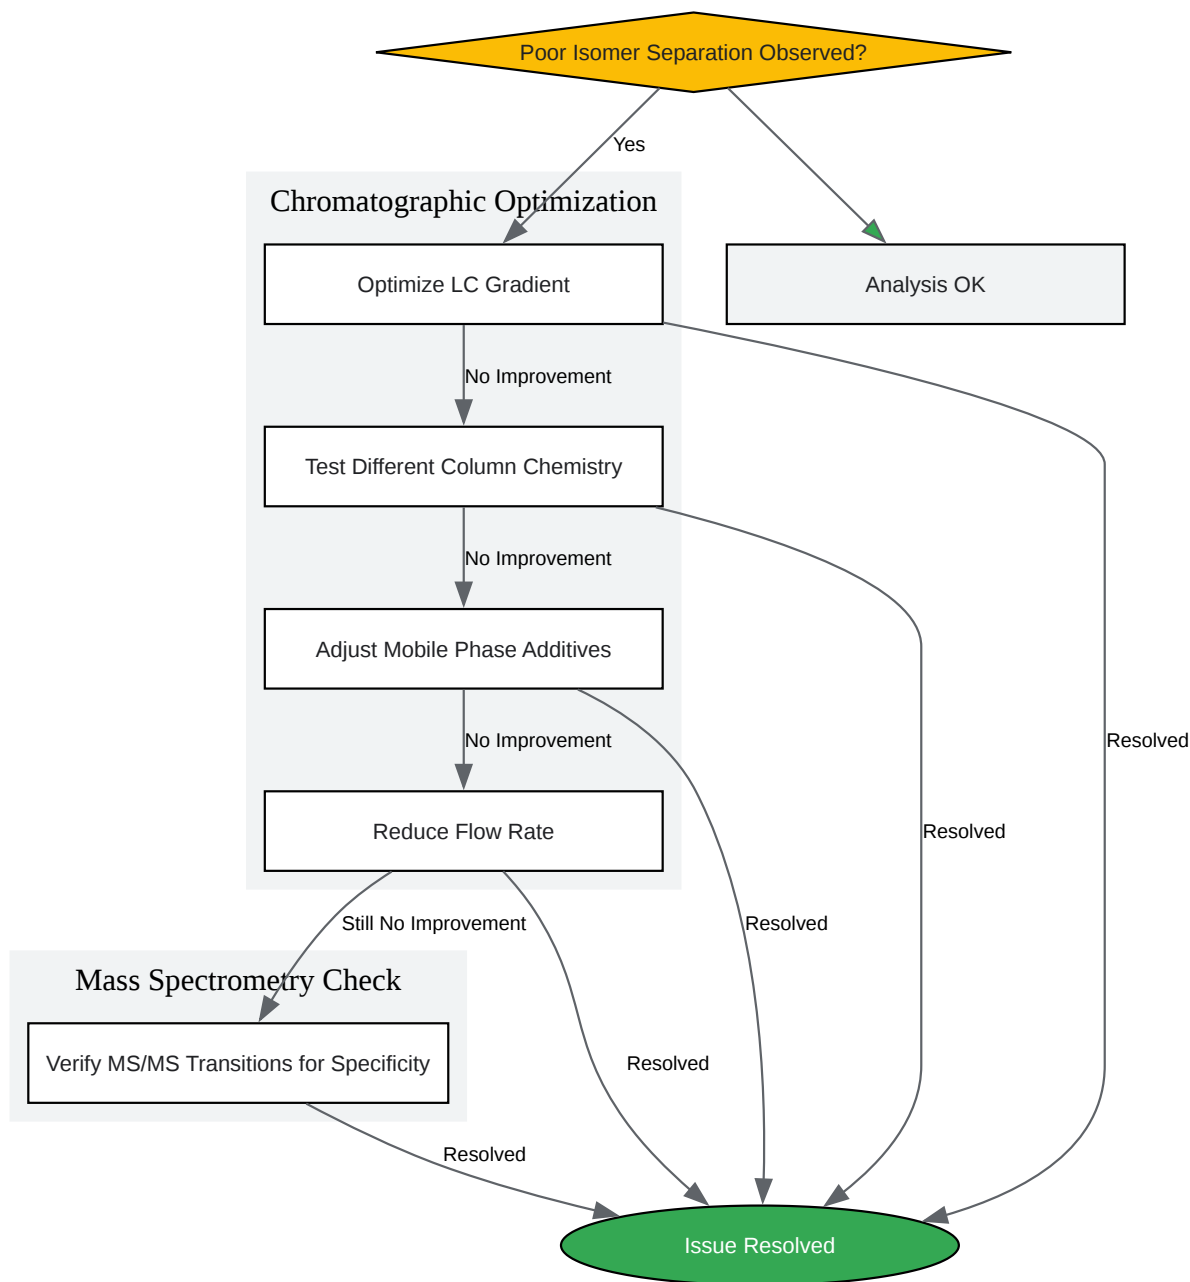 Poor Isomer Separation Observed?
Yes
Chromatographic Optimization
Optimize LC Gradient
Analysis OK
No Improvement
Test Different Column Chemistry
No Improvement
Adjust Mobile Phase Additives
No Improvement
Resolved
Reduce Flow Rate
Resolved
Still No Improvement
Resolved
Mass Spectrometry Check
Verify MS/MS Transitions for Specificity
Resolved
Resolved
Issue Resolved